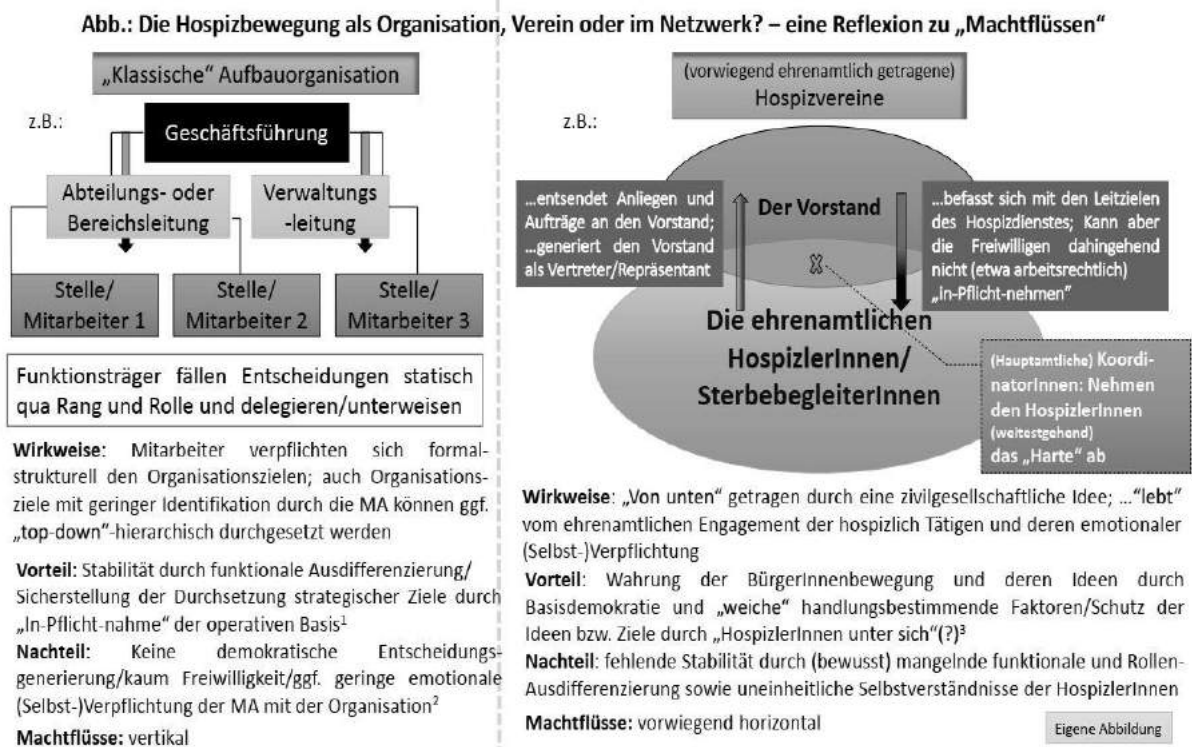 Abb.: Die Hospizbewegung als Organisation, Verein oder im Netzwerk? – eine Reflexion zu „Machtflüssen“
„Klassische“ Aufbauorganisation
z.B.:
Geschäftsführung
Abteilungs- oder
Bereichsleitung
Verwaltungs
-leitung
Stelle/
Mitarbeiter 1
Stelle/
Mitarbeiter 2
Stelle/
Mitarbeiter 3
Funktionsträger fällen Entscheidungen statisch
qua Rang und Rolle und delegieren/unterweisen
Wirkweise: Mitarbeiter verpflichten sich formal-
strukturell den Organisationszielen; auch Organisations-
ziele mit geringer Identifikation durch die MA können ggf.
„top-down“-hierarchisch durchgesetzt werden
Vorteil: Stabilität durch funktionale Ausdifferenzierung/
Sicherstellung der Durchsetzung strategischer Ziele durch
„In-Pflicht-nahme“ der operativen Basis¹
Nachteil: Keine demokratische Entscheidungs-
generierung/kaum Freiwilligkeit/ggf. geringe emotionale
(Selbst-)Verpflichtung der MA mit der Organisation²
Machtflüsse: vertikal
(vorwiegend ehrenamtlich getragene)
Hospizvereine
z.B.:
...entsendet Anliegen und
Aufträge an den Vorstand;
...generiert den Vorstand
als Vertreter/Repräsentant
Der Vorstand
...befasst sich mit den Leitzielen
des Hospizdienstes; Kann aber
die Freiwilligen dahingehend
nicht (etwa arbeitsrechtlich)
„in-Pflicht-nehmen“
Die ehrenamtlichen
HospizlerInnen/
SterbebegleiterInnen
(Hauptamtliche) Koordi-
natorInnen: Nehmen
den HospizlerInnen
(weitestgehend)
das „Harte“ ab
Wirkweise: „Von unten“ getragen durch eine zivilgesellschaftliche Idee; ...“lebt“
vom ehrenamtlichen Engagement der hospizlich Tätigen und deren emotionaler
(Selbst-)Verpflichtung
Vorteil: Wahrung der BürgerInnenbewegung und deren Ideen durch
Basisdemokratie und „weiche“ handlungsbestimmende Faktoren/Schutz der
Ideen bzw. Ziele durch „HospizlerInnen unter sich“(?)³
Nachteil: fehlende Stabilität durch (bewusst) mangelnde funktionale und Rollen-
Ausdifferenzierung sowie uneinheitliche Selbstverständnisse der HospizlerInnen
Machtflüsse: vorwiegend horizontal
Eigene Abbildung